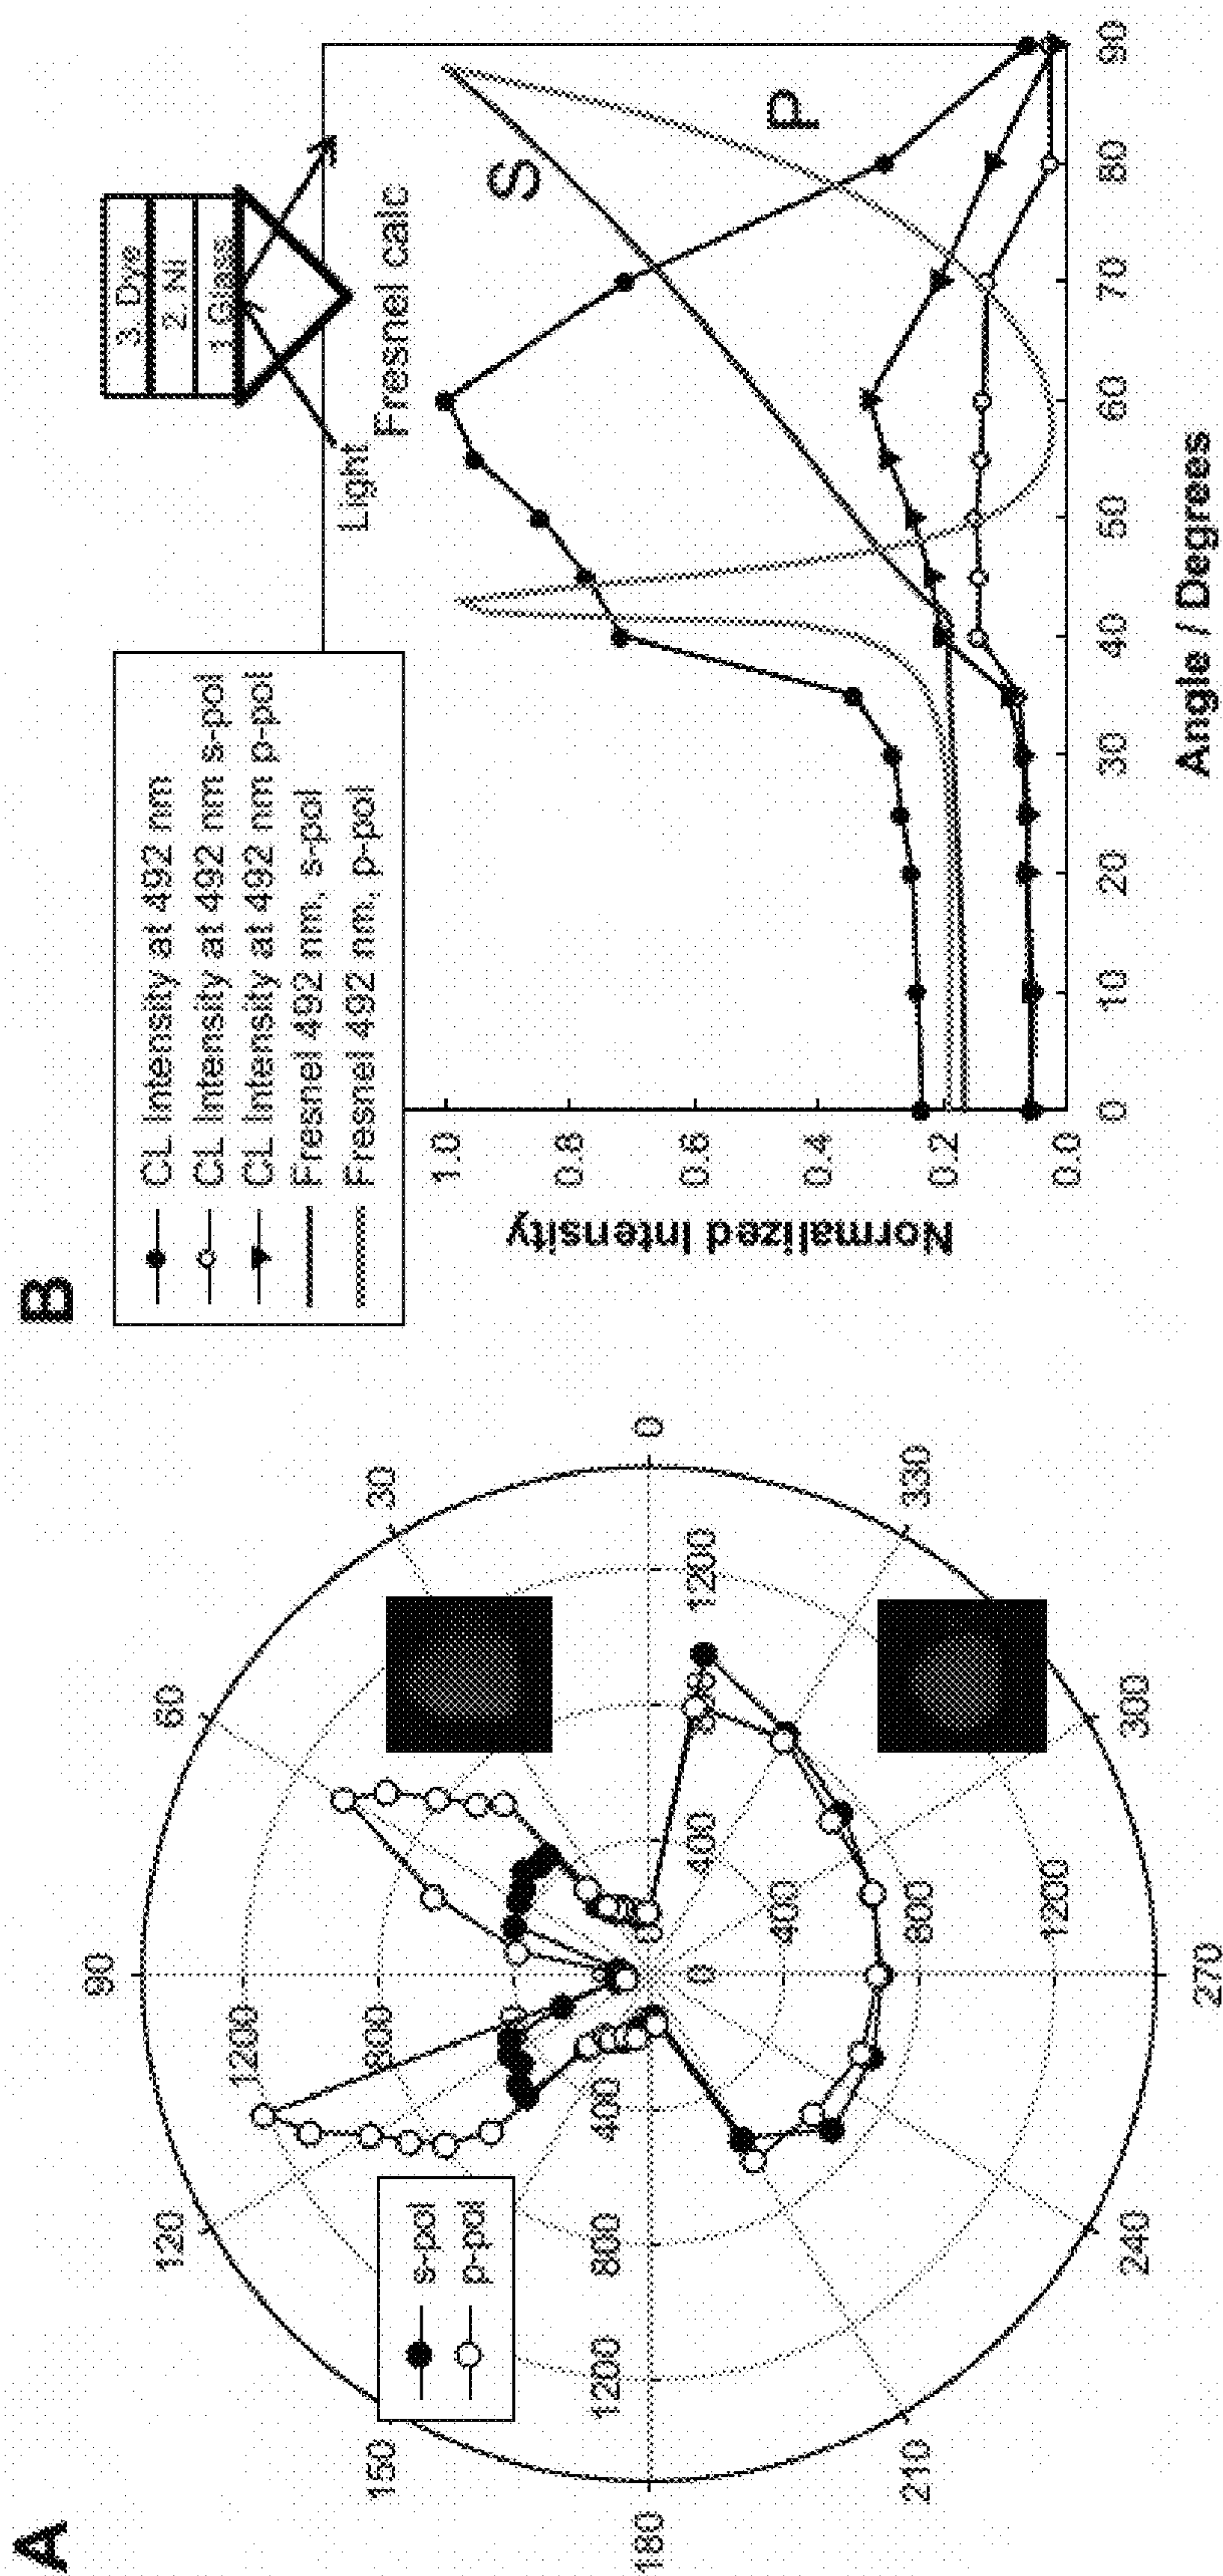 A
90
60
30
0
330
300
270
240
210
180
150
120
1200
800
400
0
400
800
1200
1200
800
400
400
1200
s-pol
p-pol
B
CL Intensity at 492 nm
CL Intensity at 492 nm s-pol
CL Intensity at 492 nm p-pol
Fresnel 492 nm, s-pol
Fresnel 492 nm, p-pol
3. Dye
2. Ni
1. Glass
Light
Fresnel calc
S
P
Normalized Intensity
1.0
0.8
0.6
0.4
0.2
0.0
0
10
20
30
40
50
60
70
80
90
Angle / Degrees